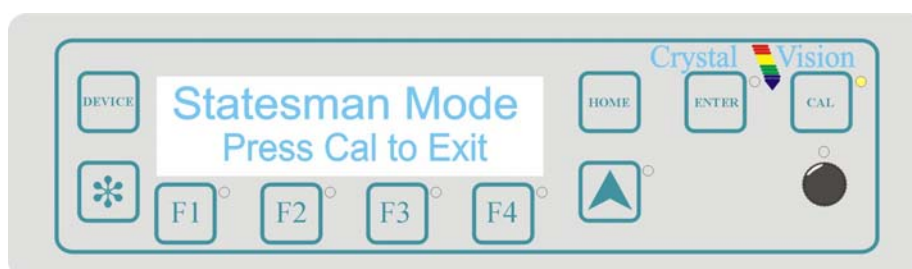 Crystal Vision
DEVICE
Statesman Mode
Press Cal to Exit
HOME
ENTER
CAL
F1
F2
F3
F4